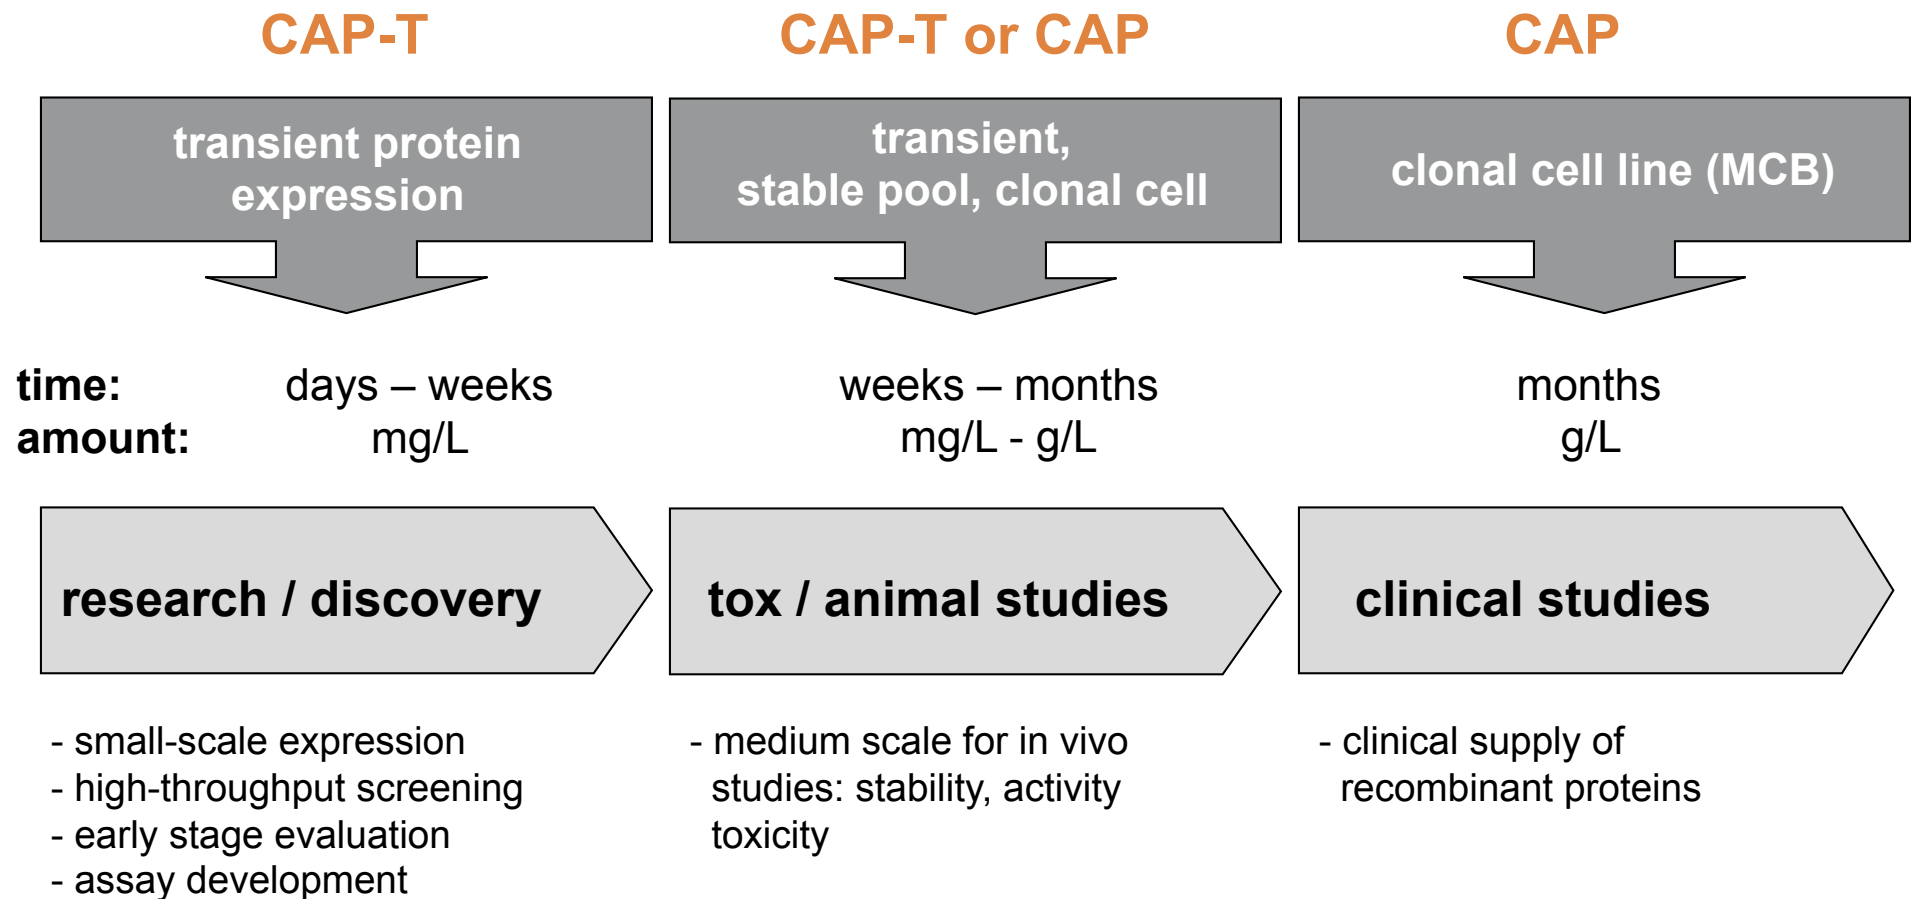 CAP-T
CAP-T or CAP
CAP
transient protein
expression
transient,
stable pool, clonal cell
clonal cell line (MCB)
time:
days – weeks
weeks – months
months
amount:
mg/L
mg/L - g/L
g/L
research / discovery
tox / animal studies
clinical studies
- small-scale expression
- high-throughput screening
- early stage evaluation
- assay development
- medium scale for in vivo
studies: stability, activity
toxicity
- clinical supply of
recombinant proteins